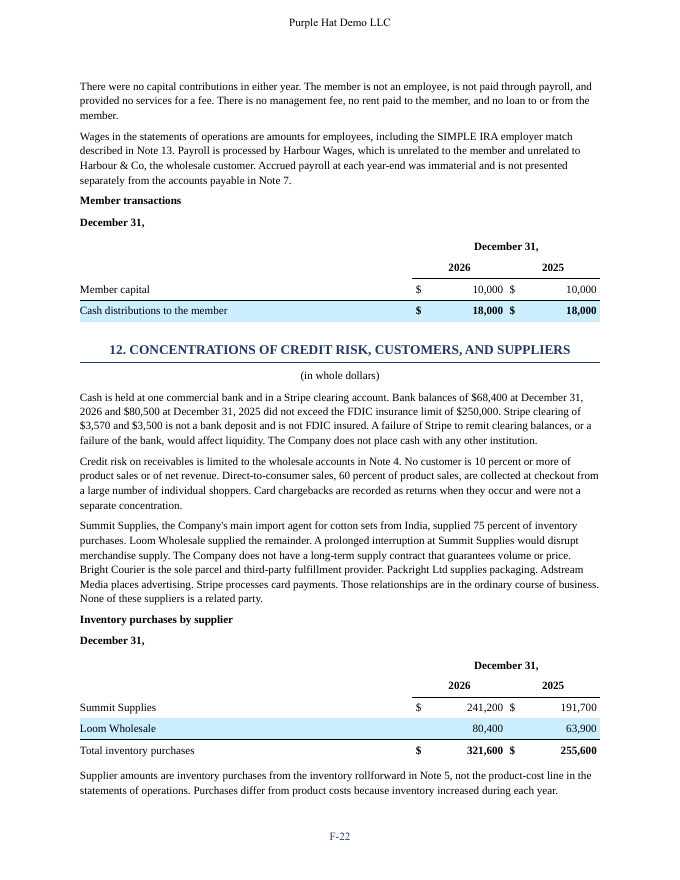 Purple Hat Demo LLC
There were no capital contributions in either year. The member is not an employee, is not paid through payroll, and
provided no services for a fee. There is no management fee, no rent paid to the member, and no loan to or from the
member.
Wages in the statements of operations are amounts for employees, including the SIMPLE IRA employer match
described in Note 13. Payroll is processed by Harbour Wages, which is unrelated to the member and unrelated to
Harbour & Co, the wholesale customer. Accrued payroll at each year-end was immaterial and is not presented
separately from the accounts payable in Note 7.
Member transactions
December 31,
December 31,
2026 2025
Member capital $ 10,000 $ 10,000
Cash distributions to the member $ 18,000 $ 18,000
12. CONCENTRATIONS OF CREDIT RISK, CUSTOMERS, AND SUPPLIERS
(in whole dollars)
Cash is held at one commercial bank and in a Stripe clearing account. Bank balances of $68,400 at December 31,
2026 and $80,500 at December 31, 2025 did not exceed the FDIC insurance limit of $250,000. Stripe clearing of
$3,570 and $3,500 is not a bank deposit and is not FDIC insured. A failure of Stripe to remit clearing balances, or a
failure of the bank, would affect liquidity. The Company does not place cash with any other institution.
Credit risk on receivables is limited to the wholesale accounts in Note 4. No customer is 10 percent or more of
product sales or of net revenue. Direct-to-consumer sales, 60 percent of product sales, are collected at checkout from
a large number of individual shoppers. Card chargebacks are recorded as returns when they occur and were not a
separate concentration.
Summit Supplies, the Company's main import agent for cotton sets from India, supplied 75 percent of inventory
purchases. Loom Wholesale supplied the remainder. A prolonged interruption at Summit Supplies would disrupt
merchandise supply. The Company does not have a long-term supply contract that guarantees volume or price.
Bright Courier is the sole parcel and third-party fulfillment provider. Packright Ltd supplies packaging. Adstream
Media places advertising. Stripe processes card payments. Those relationships are in the ordinary course of business.
None of these suppliers is a related party.
Inventory purchases by supplier
December 31,
December 31,
2026 2025
Summit Supplies $ 241,200 $ 191,700
Loom Wholesale 80,400 63,900
Total inventory purchases $ 321,600 $ 255,600
Supplier amounts are inventory purchases from the inventory rollforward in Note 5, not the product-cost line in the
statements of operations. Purchases differ from product costs because inventory increased during each year.
F-22